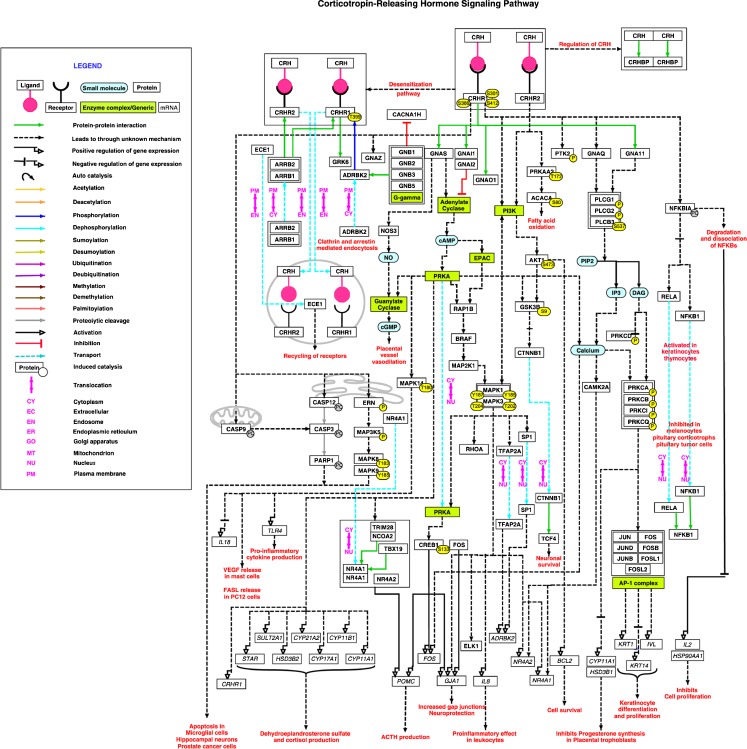 Corticotropin-Releasing Hormone Signaling Pathway
LEGEND
Ligand
Receptor
Small molecule
Protein
Enzyme complex/Generic
mRNA
Protein-protein interaction
Leads to through unknown mechanism
Positive regulation of gene expression
Negative regulation of gene expression
Auto catalysis
Acetylation
Deacetylation
Phosphorylation
Dephosphorylation
Sumoylation
Desumoylation
Ubiquitination
Deubiquitination
Methylation
Demethylation
Palmitoylation
Proteolytic cleavage
Activation
Inhibition
Transport
Protein
Induced catalysis
Translocation
CY Cytoplasm
EC Extracellular
EN Endosome
ER Endoplasmic reticulum
GO Golgi apparatus
MT Mitochondrion
NU Nucleus
PM Plasma membrane
CRH CRH
CRHR2 CRHR1
T399
Desensitization
pathway
CRH CRH
CRHR1 CRHR2
S301
S396
S412
Regulation of CRH
CRH CRH
CRHBP CRHBP
CACNA1H
ECE1
ARRB2
ARRB1
GRK6
GNAZ
ADRBK2
GNB1
GNB2
GNB3
GNB5
G-gamma
GNAS
GNAI1
GNAI2
GNAO1
PTK2
P
PRKAA2
T172
ACACA
S80
Fatty acid
oxidation
GNAQ
GNA11
PLCG1
PLCG2
PLCB3
S537
NFKBIA
Degradation
and dissociation
of NFKBs
PM PM PM PM
EN CY EN CY
ARRB2
ARRB1
ADRBK2
Clathrin and arrestin
mediated endocytosis
NOS3
NO
Guanylate
Cyclase
cGMP
Placental
vessel
vasodilation
Adenylate
Cyclase
cAMP
EPAC
PRKA
PI3K
AKT1
S473
GSK3B
S9
CTNNB1
PIP2
IP3
DAG
PRKCD
P
RELA
NFKB1
CRH CRH
ECE1
CRHR2 CRHR1
Recycling of receptors
RAP1B
BRAF
MAP2K1
Calcium
CAMK2A
Activated in
keratinocytes
thymocytes
MAPK14
T180
CASP12
ERN
P
NR4A1
CASP9
CASP3
MAP3K5
P
PARP1
MAPK8
MAPK9
T183
Y185
CY
NU
MAPK1
MAPK3
Y187
T204
Y185
T202
RHOA
TFAP2A
SP1
PRKCA
PRKCB
PRKCI
PRKCQ
P
P
P
P
Inhibited in
melanocytes
pituitary corticotrophs
pituitary tumor cells
CY CY CY CY CY
NU NU NU NU NU
PRKA
TFAP2A
SP1
CTNNB1
TCF4
Neuronal
survival
NFKB1
RELA
NFKB1
IL18
TLR4
Pro-inflammatory
cytokine production
VEGF release
in mast cells
FASL release
in PC12 cells
CY
NU
TRIM28
NCOA2
TBX19
NR4A1
NR4A1
NR4A2
CREB1
S133
FOS
JUN FOS
JUND FOSB
JUNB FOSL1
FOSL2
AP-1 complex
SULT2A1
CYP21A2
CYP11B1
STAR
HSD3B2
CYP17A1
CYP11A1
CRHR1
FOS
ELK1
ADRBK2
NR4A2
NR4A1
BCL2
POMC
GJA1
IL6
CYP11A1
HSD3B1
KRT1
IVL
KRT14
IL2
HSP90AA1
Apoptosis in
Microglial cells
Hippocampal neurons
Prostate cancer cells
Dehydroepiandrosterone sulfate
and cortisol production
ACTH production
Increased gap junctions
Neuroprotection
Proinflammatory effect
in leukocytes
Cell survival
Inhibits Progesterone synthesis
in Placental trophoblasts
Keratinocyte
differentiation
and proliferation
Inhibits
Cell proliferation